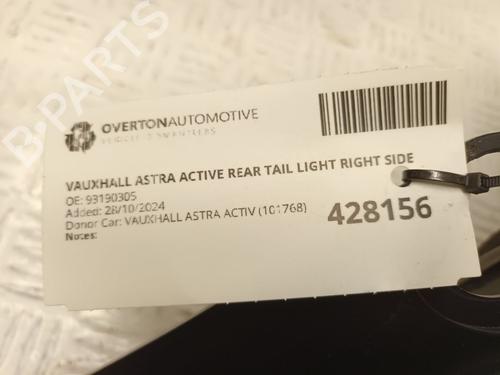 B-PARTS
OVERTONAUTOMOTIVE
VEHICLE DISMANTLERS
VAUXHALL ASTRA ACTIVE REAR TAIL LIGHT RIGHT SIDE
OE: 93190305
Added: 28/10/2024
Donor Car: VAUXHALL ASTRA ACTIV (101768)
Notes:
428156